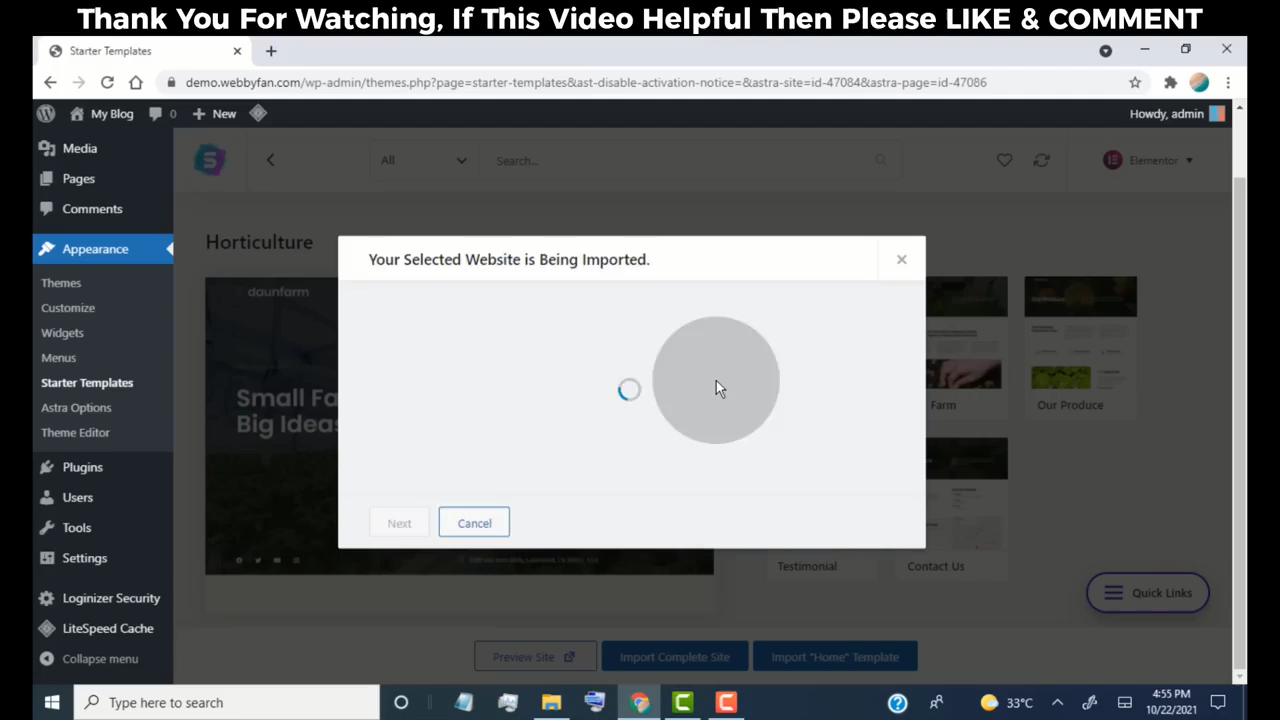 Thank You For Watching, If This Video Helpful Then Please LIKE & COMMENT
Starter Templates
demo.webbyfan.com/wp-admin/themes.php?page=starter-templates&ast-disable-activation-notice=&astra-site=id-47084&astra-page=id-47086
My Blog
0
New
Howdy, admin
Media
Pages
Comments
Appearance
Themes
Customize
Widgets
Menus
Starter Templates
Astra Options
Theme Editor
Plugins
Users
Tools
Settings
Loginizer Security
LiteSpeed Cache
Collapse menu
All
Search...
Elementor
Horticulture
daunfarm
Small Fa
Big Ideas
Your Selected Website is Being Imported.
Next
Cancel
Farm
Our Produce
Testimonial
Contact Us
Quick Links
Preview Site
Import Complete Site
Import "Home" Template
Type here to search
33°C
4:55 PM
10/22/2021